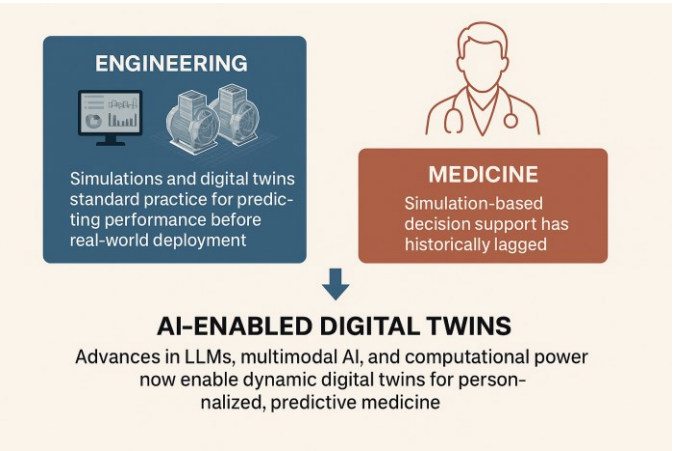 ENGINEERING
Simulations and digital twins
standard practice for predic-
ting performance before
real-world deployment
MEDICINE
Simulation-based
decision support has
historically lagged
AI-ENABLED DIGITAL TWINS
Advances in LLMs, multimodal AI, and computational power
now enable dynamic digital twins for person-
nalized, predictive medicine